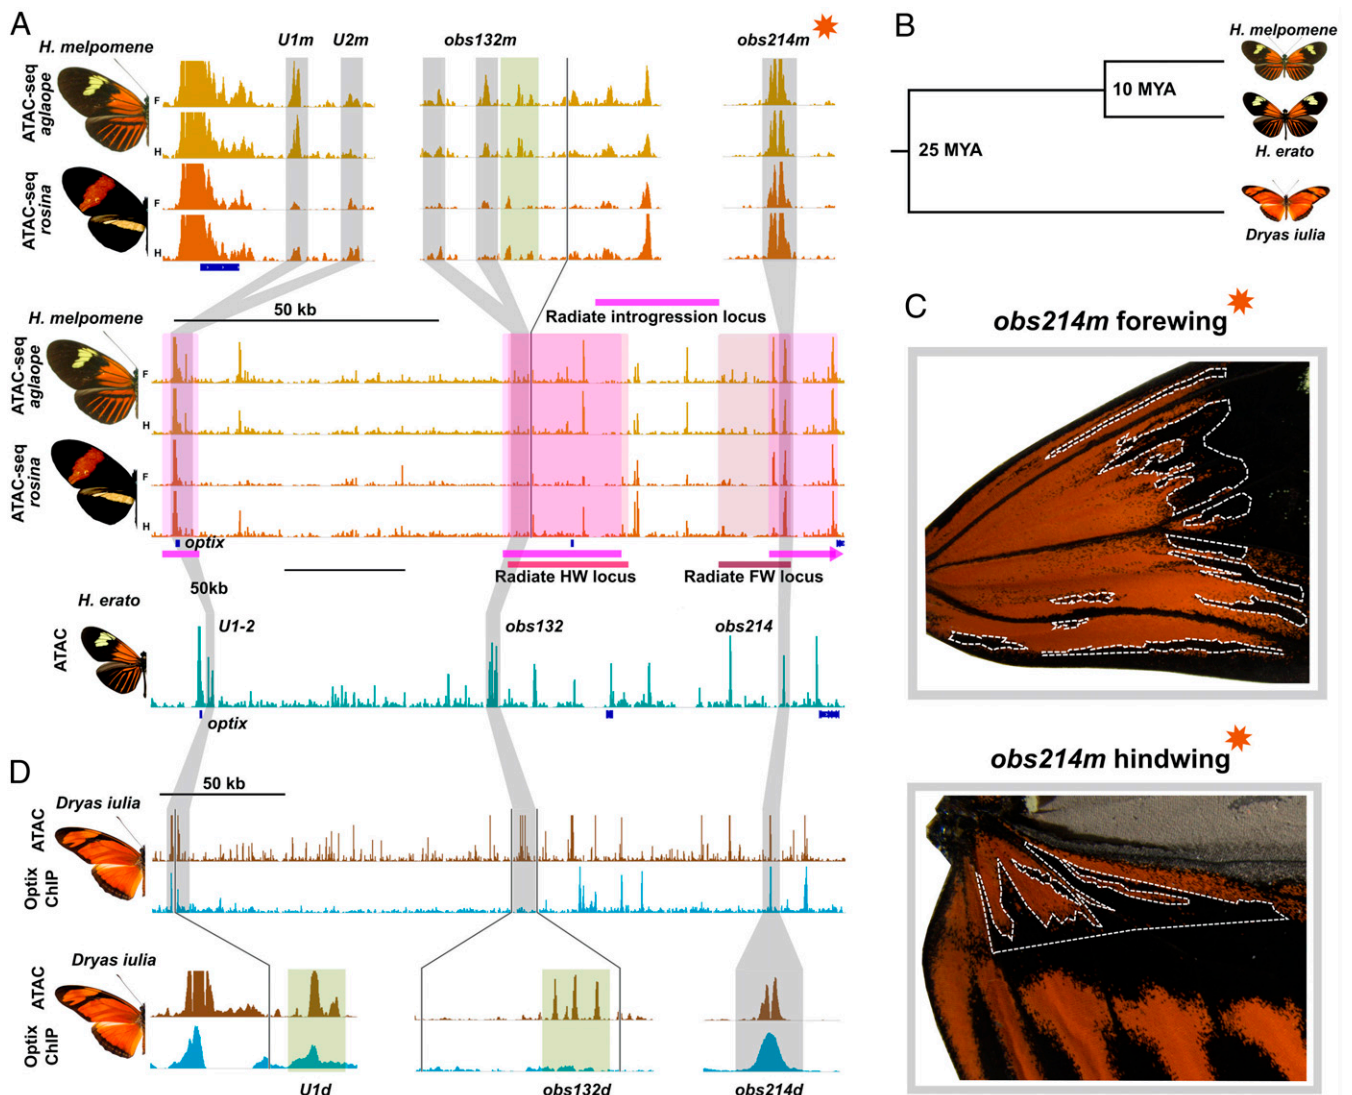 A
H. melpomene
U1m
U2m
obs132m
obs214m
ATAC-seq
aglaope
F
H
ATAC-seq
rosina
F
H
50 kb
Radiate introgression locus
H. melpomene
ATAC-seq
aglaope
F
H
ATAC-seq
rosina
F
H
optix
Radiate HW locus
Radiate FW locus
50kb
H. erato
ATAC
U1-2
obs132
obs214
optix
B
H. melpomene
10 MYA
25 MYA
H. erato
Dryas iulia
C
obs214m forewing
obs214m hindwing
D
50 kb
Dryas iulia
ATAC
Optix
ChIP
Dryas iulia
ATAC
Optix
ChIP
U1d
obs132d
obs214d